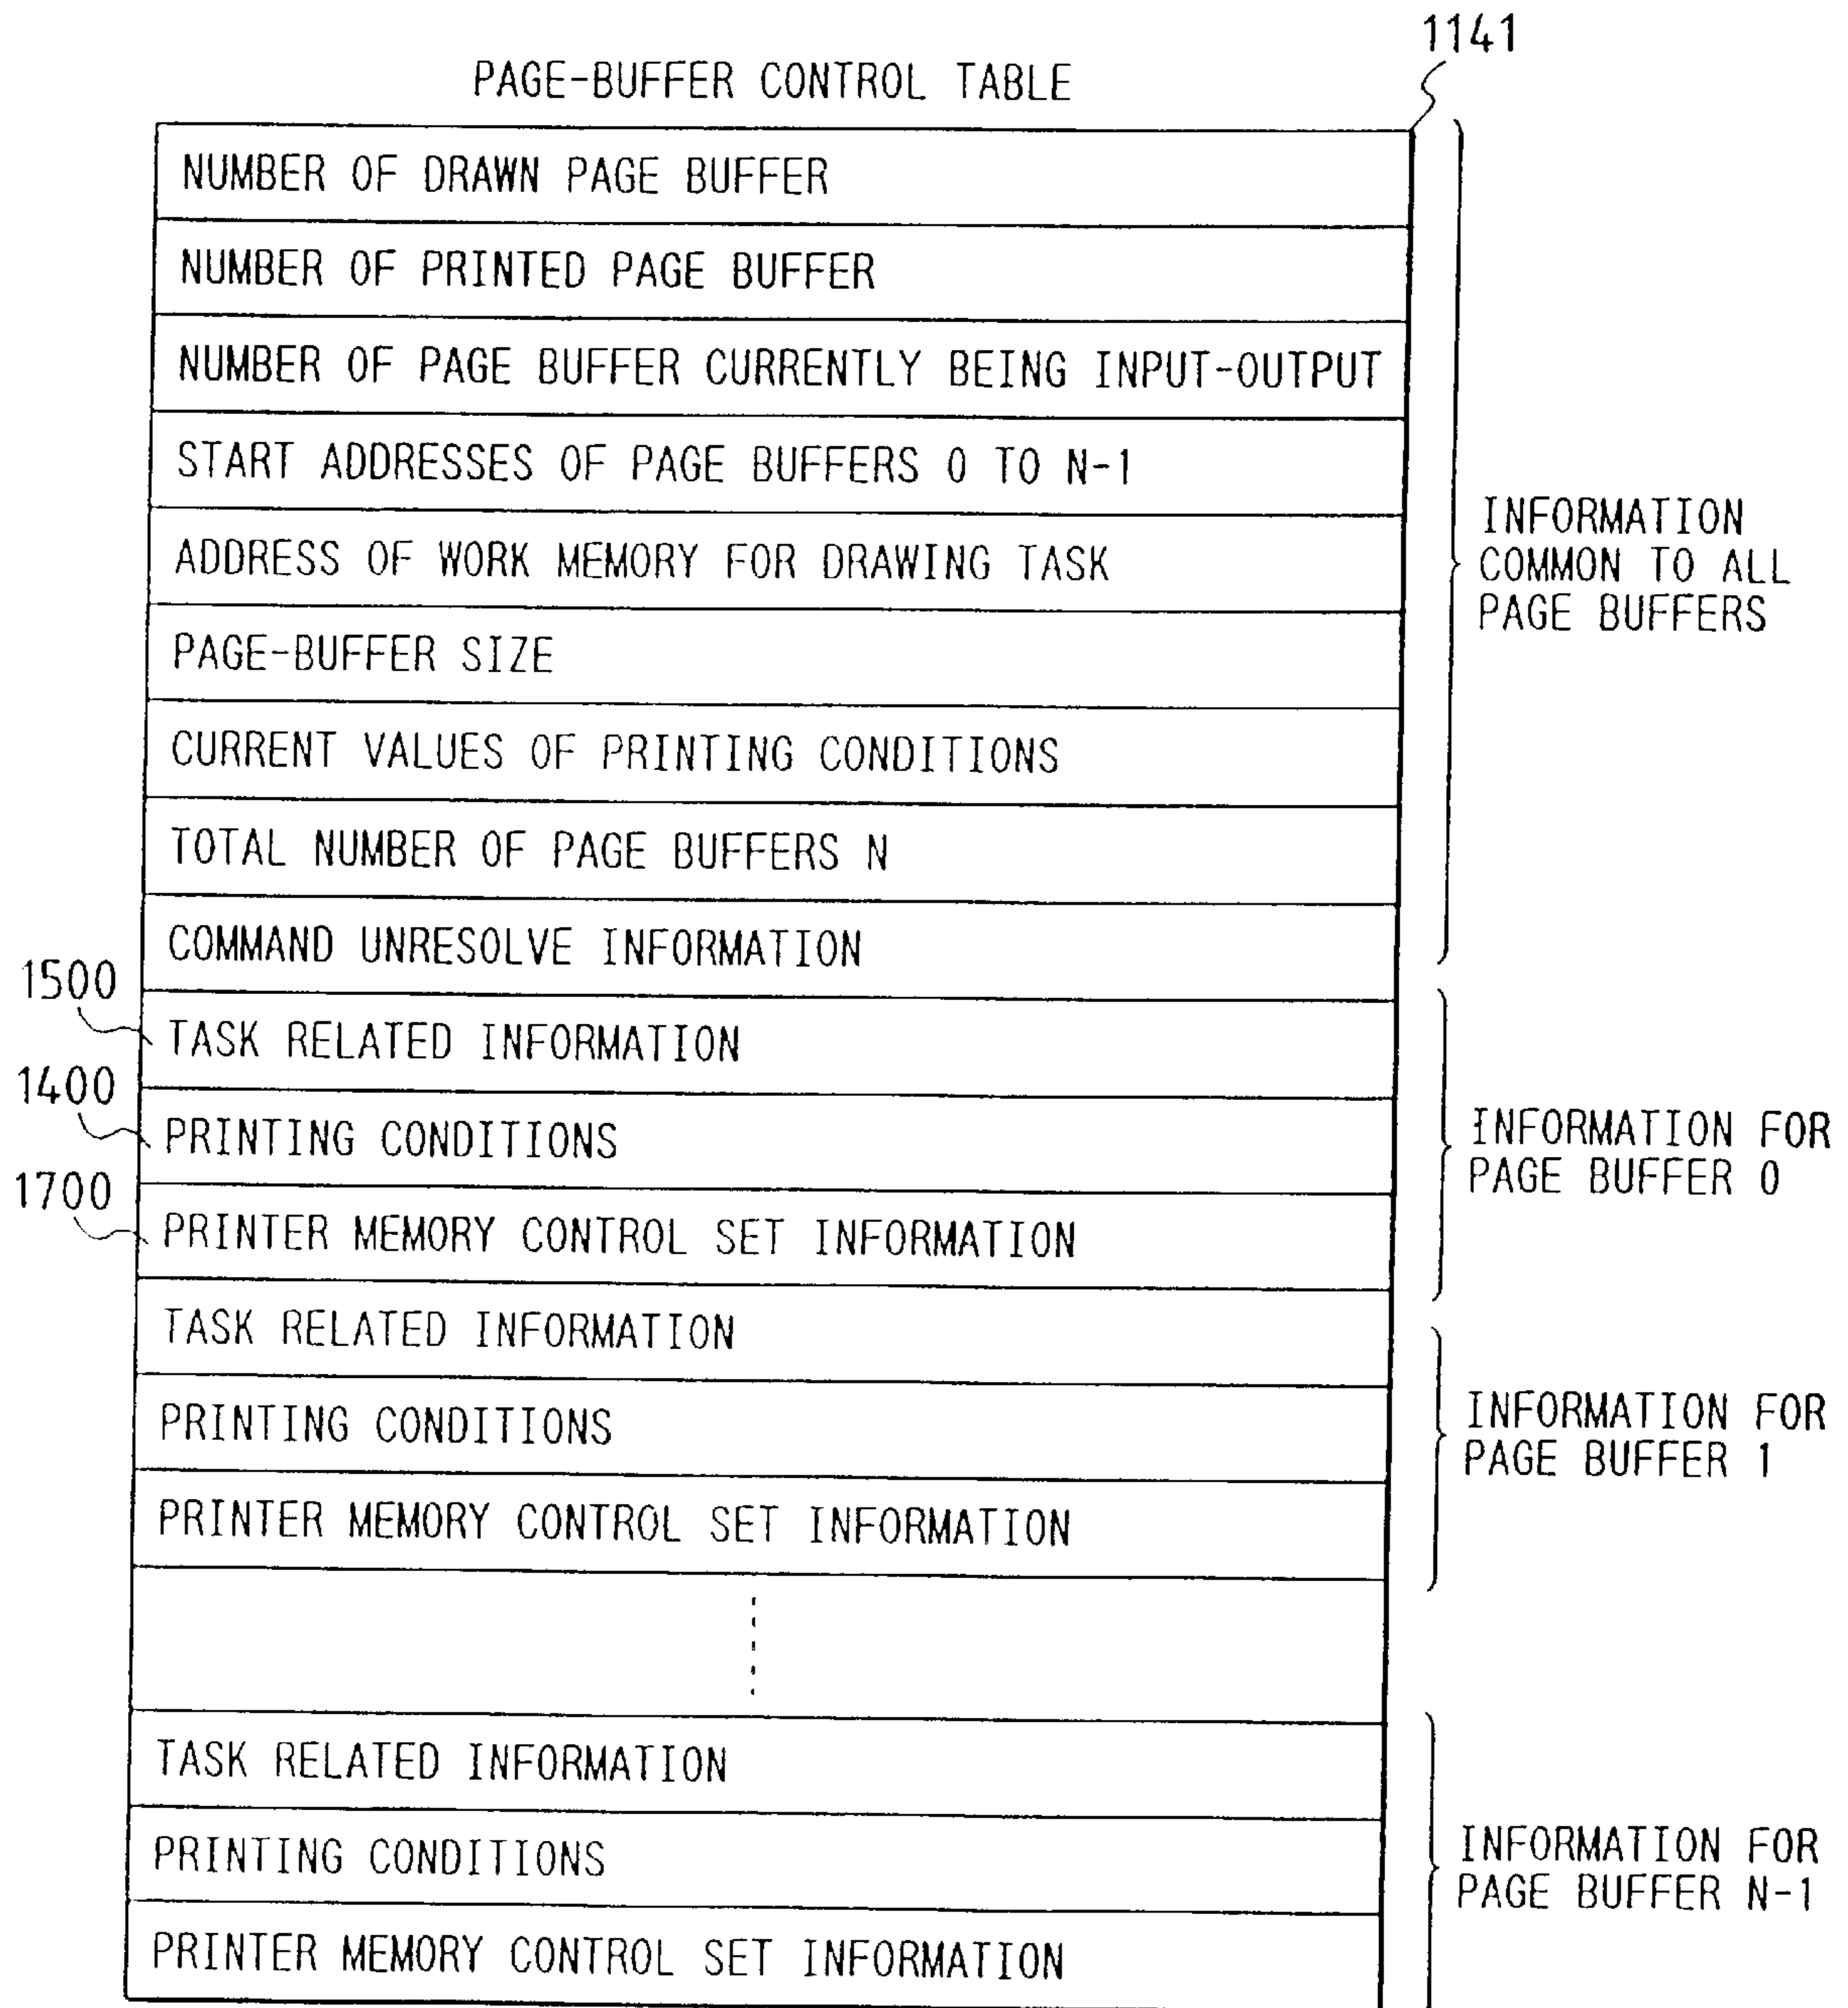 1141
PAGE-BUFFER CONTROL TABLE
NUMBER OF DRAWN PAGE BUFFER
NUMBER OF PRINTED PAGE BUFFER
NUMBER OF PAGE BUFFER CURRENTLY BEING INPUT-OUTPUT
START ADDRESSES OF PAGE BUFFERS 0 TO N-1
ADDRESS OF WORK MEMORY FOR DRAWING TASK
PAGE-BUFFER SIZE
CURRENT VALUES OF PRINTING CONDITIONS
TOTAL NUMBER OF PAGE BUFFERS N
COMMAND UNRESOLVE INFORMATION
INFORMATION
COMMON TO ALL
PAGE BUFFERS
1500
TASK RELATED INFORMATION
1400
PRINTING CONDITIONS
1700
PRINTER MEMORY CONTROL SET INFORMATION
INFORMATION FOR
PAGE BUFFER 0
TASK RELATED INFORMATION
PRINTING CONDITIONS
PRINTER MEMORY CONTROL SET INFORMATION
INFORMATION FOR
PAGE BUFFER 1
TASK RELATED INFORMATION
PRINTING CONDITIONS
PRINTER MEMORY CONTROL SET INFORMATION
INFORMATION FOR
PAGE BUFFER N-1